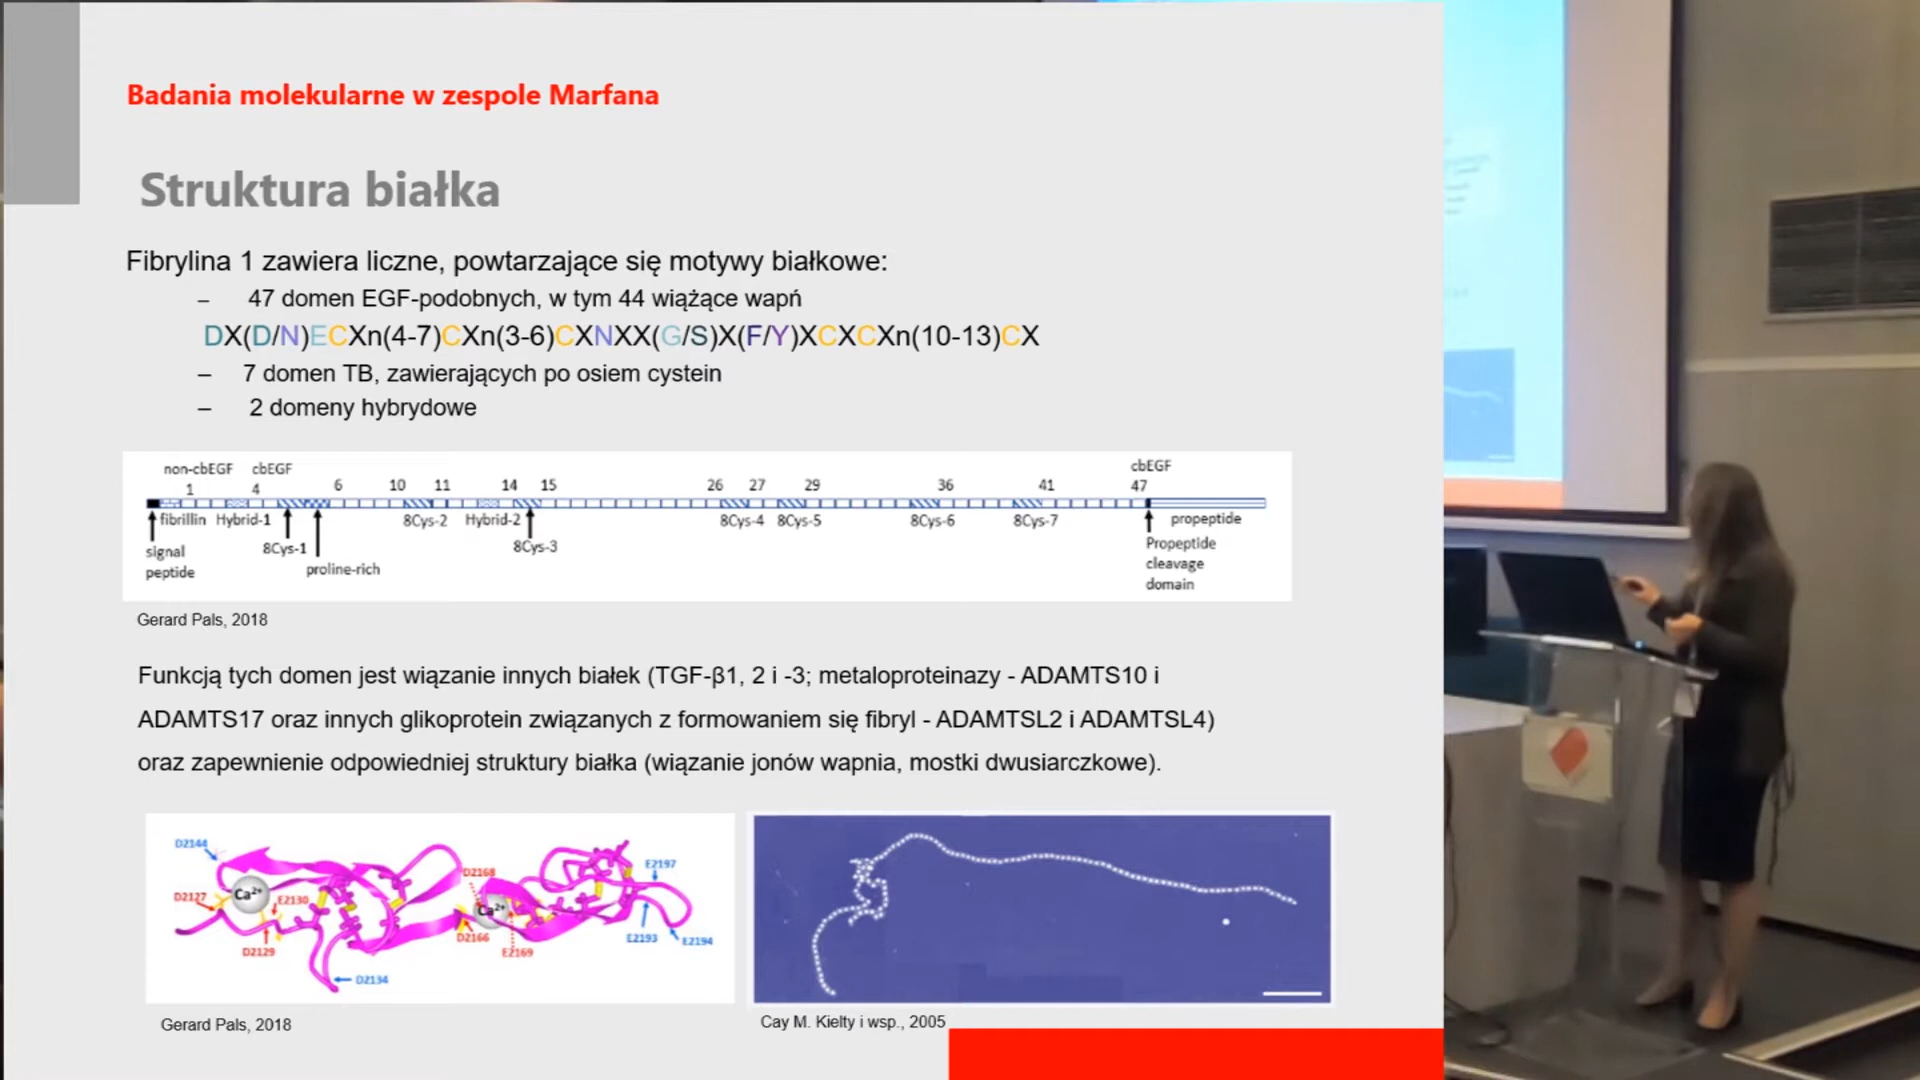 Badania molekularne w zespole Marfana
Struktura białka
Fibrylina 1 zawiera liczne, powtarzające się motywy białkowe:
– 47 domen EGF-podobnych, w tym 44 wiążące wapń
DX(D/N)ECXn(4-7)CXn(3-6)CXNXX(G/S)X(F/Y)XCXCXn(10-13)CX
– 7 domen TB, zawierających po osiem cystein
– 2 domeny hybrydowe
non-cbEGF cbEGF cbEGF
1 4 6 10 11 14 15 26 27 29 36 41 47
fibrillin Hybrid-1 8Cys-2 Hybrid-2 8Cys-4 8Cys-5 8Cys-6 8Cys-7 propeptide
signal peptide
8Cys-1
proline-rich
8Cys-3
Propeptide
cleavage
domain
Gerard Pals, 2018
Funkcją tych domen jest wiązanie innych białek (TGF-β1, 2 i -3; metaloproteinazy - ADAMTS10 i
ADAMTS17 oraz innych glikoprotein związanych z formowaniem się fibryl - ADAMTSL2 i ADAMTSL4)
oraz zapewnienie odpowiedniej struktury białka (wiązanie jonów wapnia, mostki dwusiarczkowe).
D2144
D2127
Ca²⁺
E2130
D2129
D2134
D2168
Ca²⁺
D2166
E2169
E2197
E2193
E2194
Gerard Pals, 2018
Cay M. Kielty i wsp., 2005